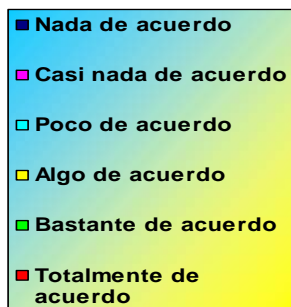 Nada de acuerdo
Casi nada de acuerdo
Poco de acuerdo
Algo de acuerdo
Bastante de acuerdo
Totalmente de
acuerdo